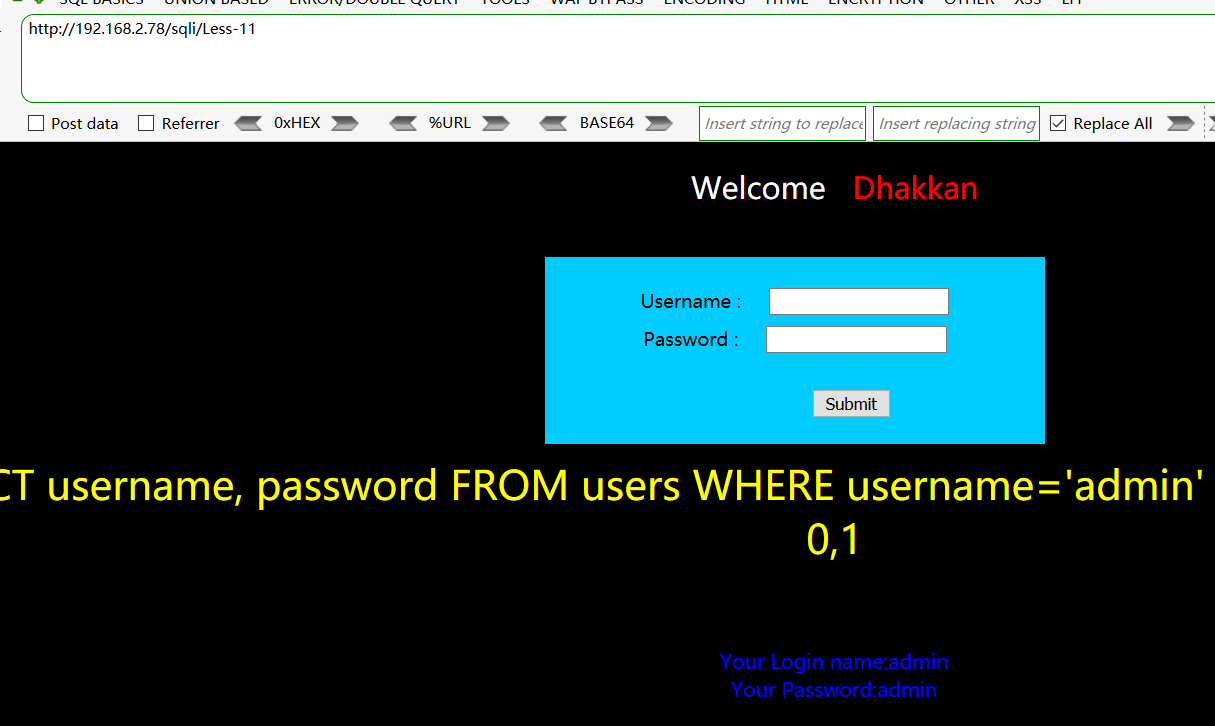 SQL BASICS UNION BASED ERROR/DOUBLE QUERY TOOLS WAF BYPASS ENCODING HTML ENCRYPTION OTHER XSS LFI
http://192.168.2.78/sqli/Less-11
Post data Referrer 0xHEX %URL BASE64 Insert string to replace Insert replacing string Replace All
Welcome Dhakkan
Username :
Password :
Submit
CT username, password FROM users WHERE username='admin'
0,1
Your Login name:admin
Your Password:admin